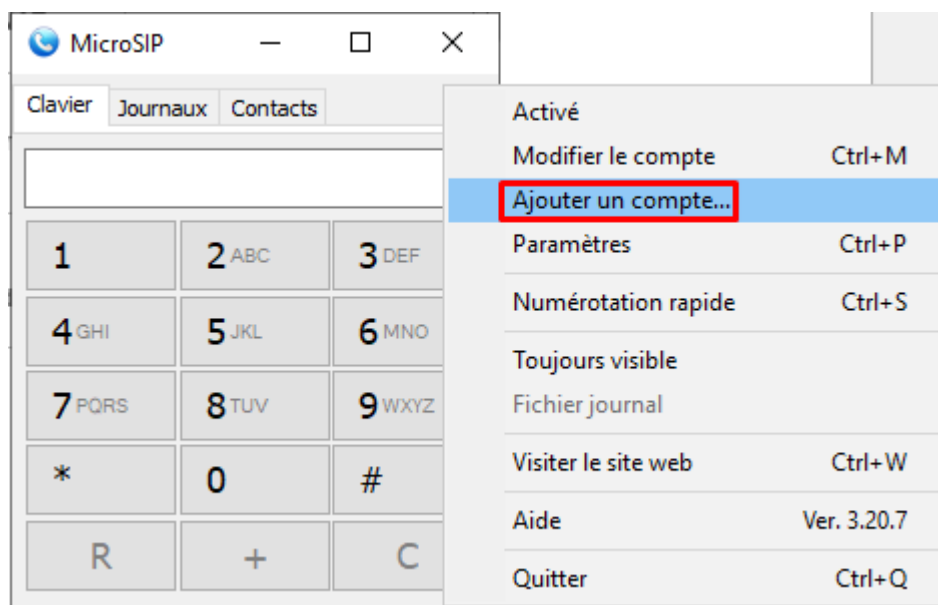 MicroSIP
Clavier Journaux Contacts
1 2 ABC 3 DEF
4 GHI 5 JKL 6 MNO
7 PQRS 8 TUV 9 WXYZ
* 0 #
R + C
Activé
Modifier le compte Ctrl+M
Ajouter un compte...
Paramètres Ctrl+P
Numérotation rapide Ctrl+S
Toujours visible
Fichier journal
Visiter le site web Ctrl+W
Aide Ver. 3.20.7
Quitter Ctrl+Q